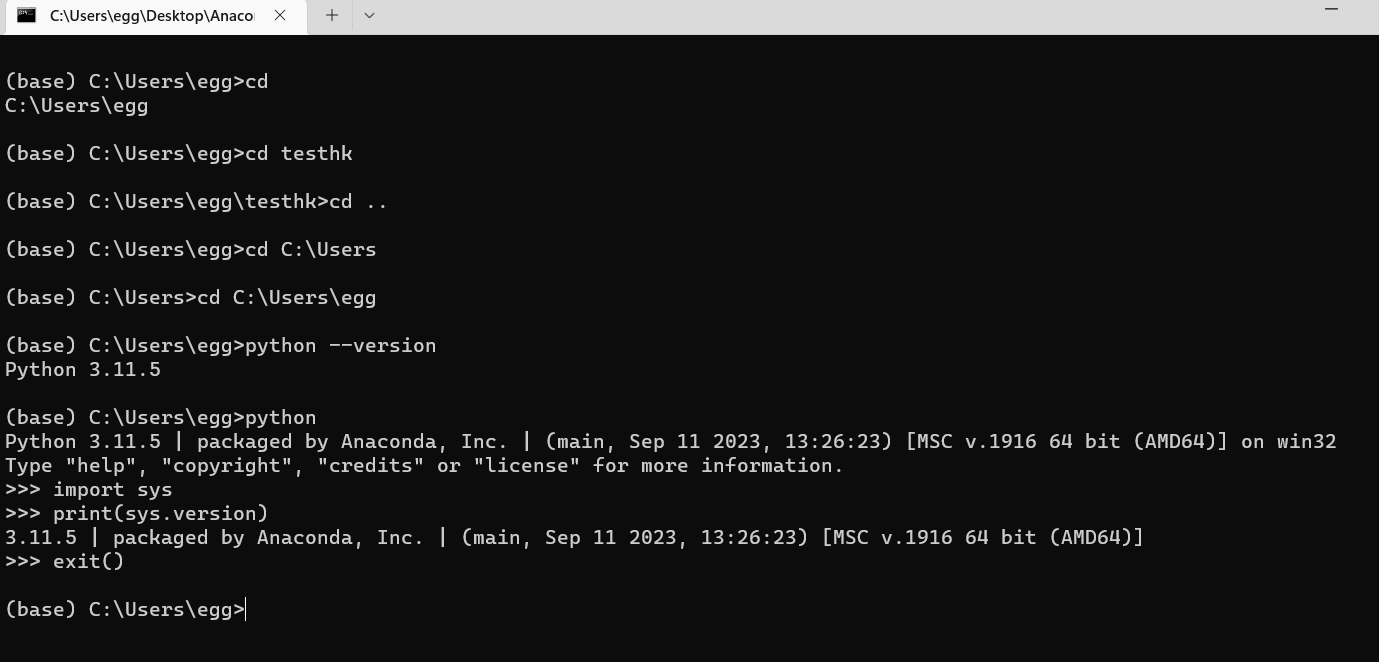 C:\Users\egg\Desktop\Anaco
(base) C:\Users\egg>cd
C:\Users\egg
(base) C:\Users\egg>cd testhk
(base) C:\Users\egg\testhk>cd ..
(base) C:\Users\egg>cd C:\Users
(base) C:\Users>cd C:\Users\egg
(base) C:\Users\egg>python --version
Python 3.11.5
(base) C:\Users\egg>python
Python 3.11.5 | packaged by Anaconda, Inc. | (main, Sep 11 2023, 13:26:23) [MSC v.1916 64 bit (AMD64)] on win32
Type "help", "copyright", "credits" or "license" for more information.
>>> import sys
>>> print(sys.version)
3.11.5 | packaged by Anaconda, Inc. | (main, Sep 11 2023, 13:26:23) [MSC v.1916 64 bit (AMD64)]
>>> exit()
(base) C:\Users\egg>